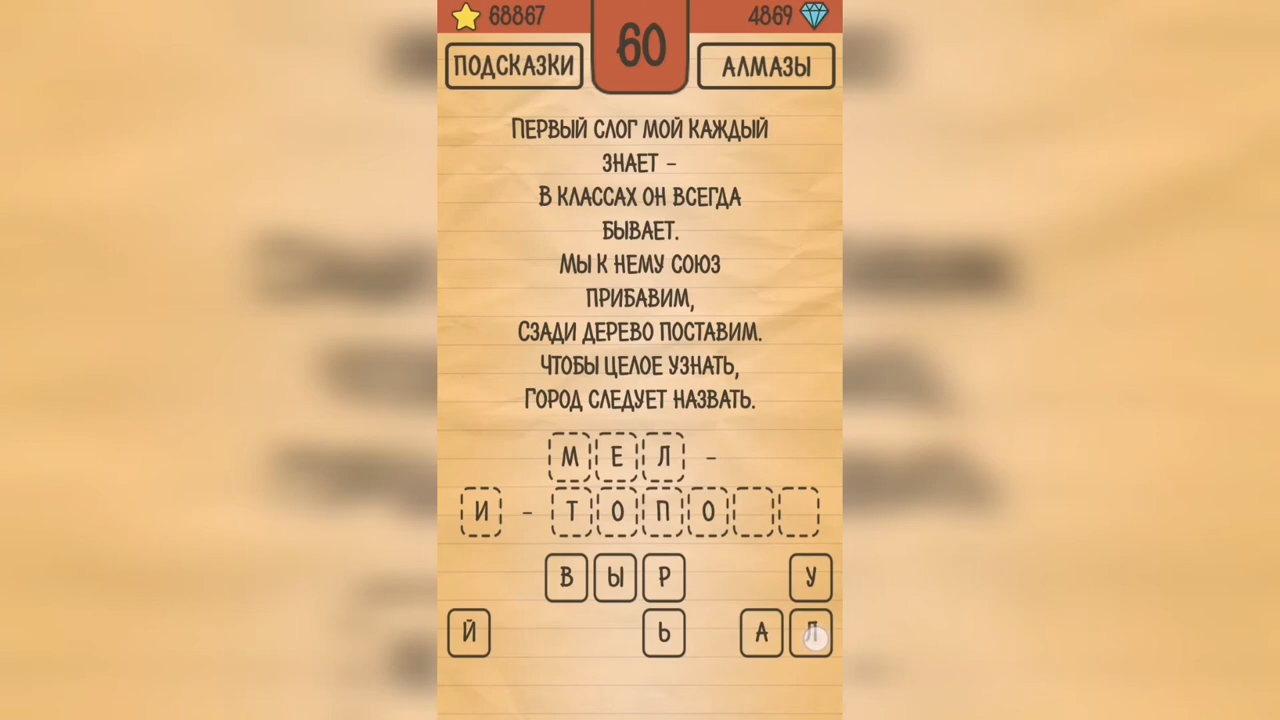 68867
60
4869
ПОДСКАЗКИ
АЛМАЗЫ
ПЕРВЫЙ СЛОГ МОЙ КАЖДЫЙ
ЗНАЕТ –
В КЛАССАХ ОН ВСЕГДА
БЫВАЕТ.
МЫ К НЕМУ СОЮЗ
ПРИБАВИМ,
СЗАДИ ДЕРЕВО ПОСТАВИМ.
ЧТОБЫ ЦЕЛОЕ УЗНАТЬ,
ГОРОД СЛЕДУЕТ НАЗВАТЬ.
М Е Л –
И – Т О П О
В Ы Р У
Й Ь А Л